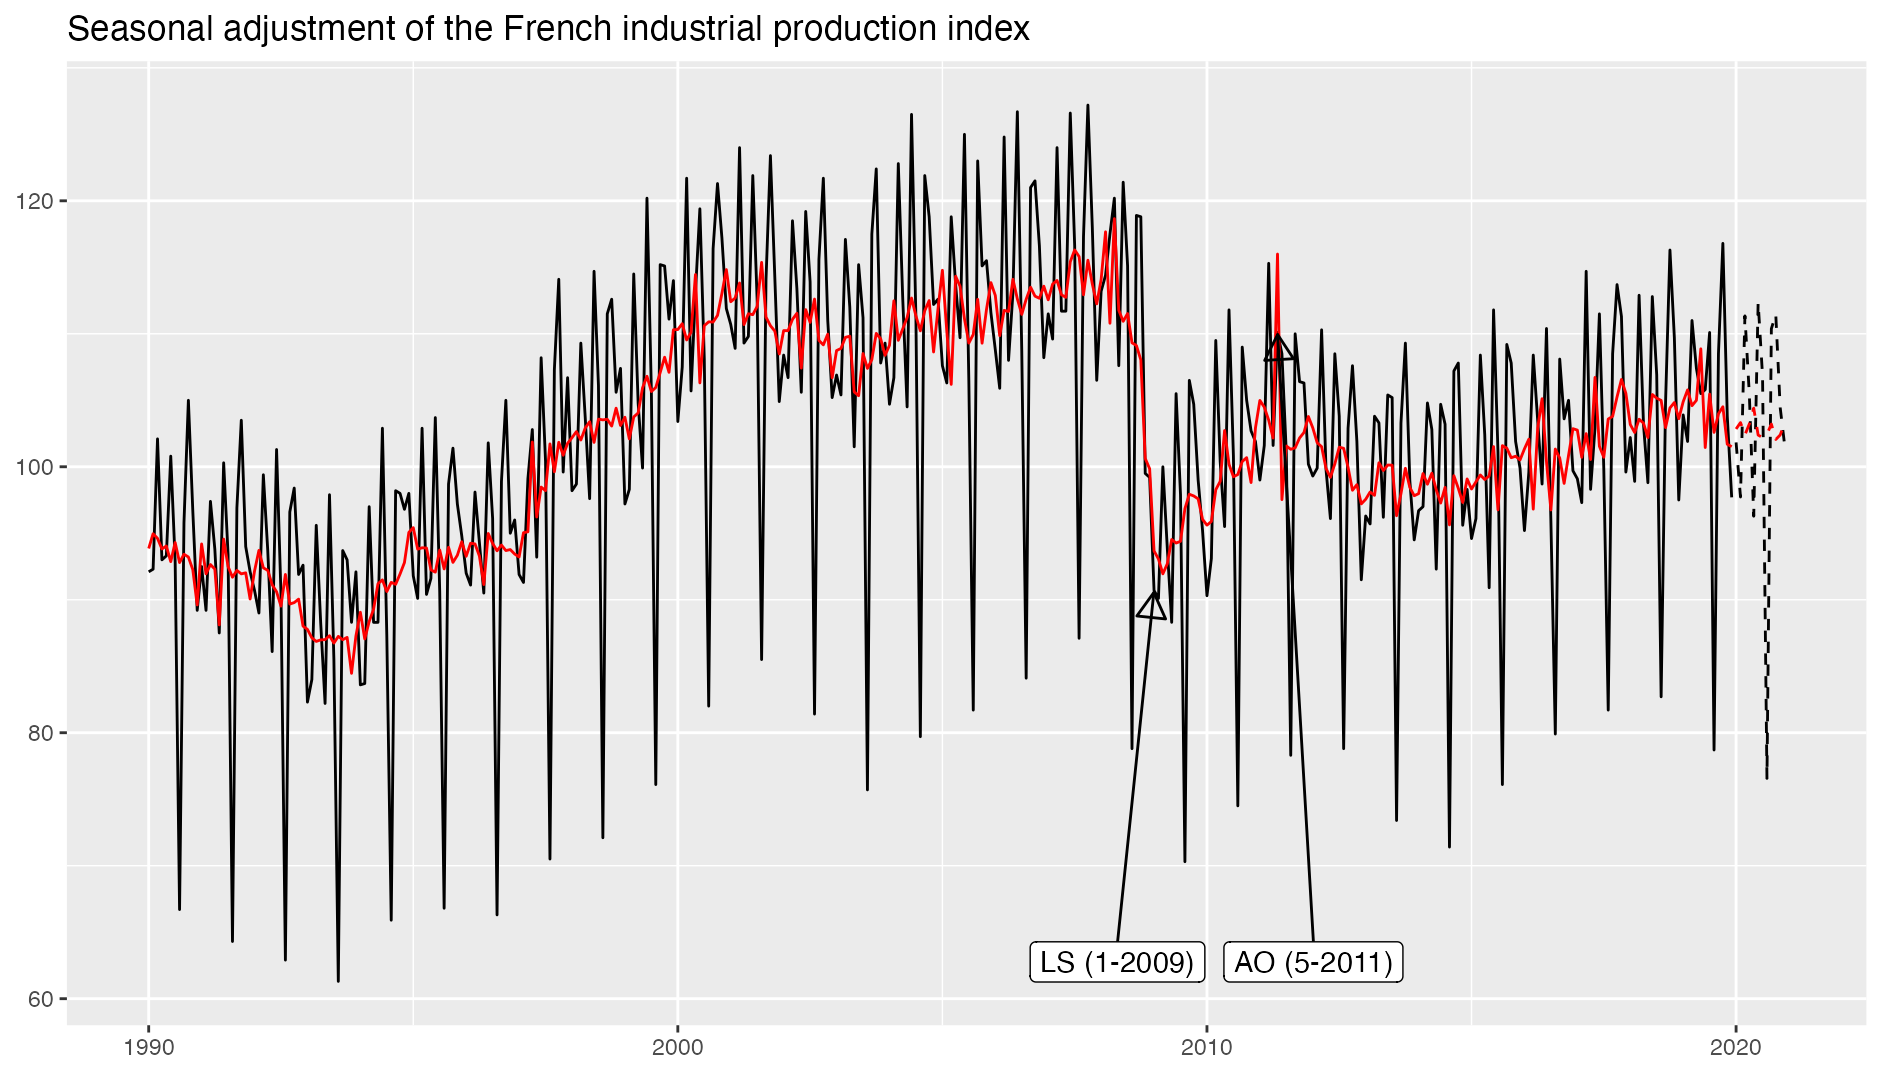 Seasonal adjustment of the French industrial production index
120
100
80
60
LS (1-2009)
AO (5-2011)
1990
2000
2010
2020